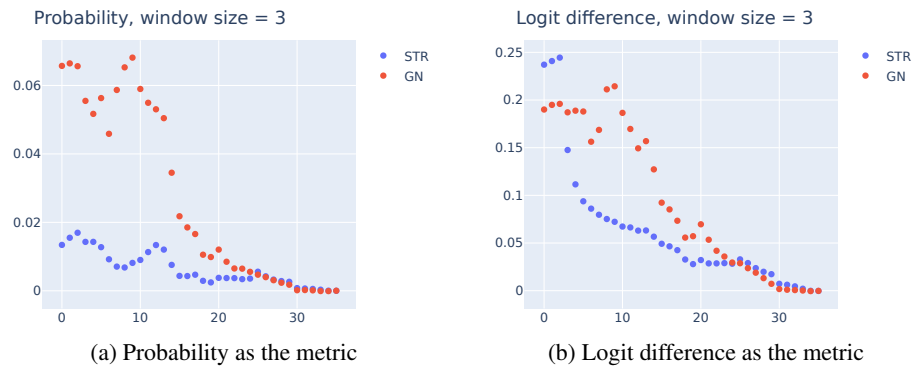 Probability, window size = 3
STR
GN
0.06
0.04
0.02
0
0
10
20
30
(a) Probability as the metric
Logit difference, window size = 3
STR
GN
0.25
0.2
0.15
0.1
0.05
0
0
10
20
30
(b) Logit difference as the metric